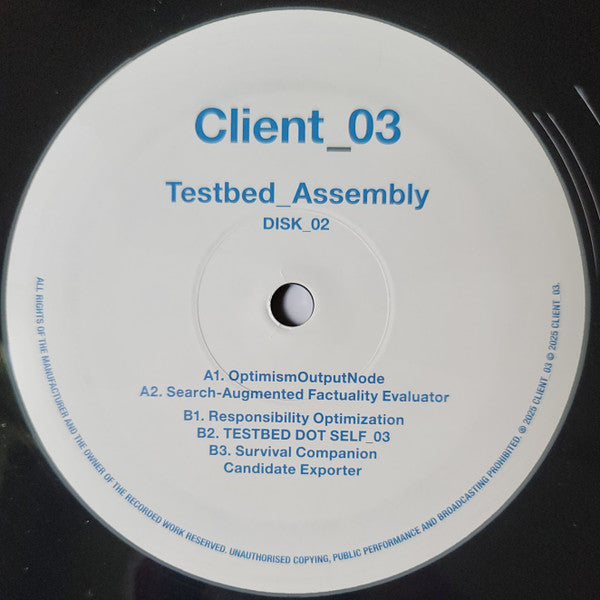 Client_03
Testbed_Assembly
DISK_02
A1. OptimismOutputNode
A2. Search-Augmented Factuality Evaluator
B1. Responsibility Optimization
B2. TESTBED DOT SELF_03
B3. Survival Companion
Candidate Exporter
ALL RIGHTS OF THE MANUFACTURER AND THE OWNER OF THE RECORDED WORK RESERVED. UNAUTHORISED COPYING, PUBLIC PERFORMANCE AND BROADCASTING PROHIBITED. ℗ 2025 CLIENT_03 © 2025 CLIENT_03.